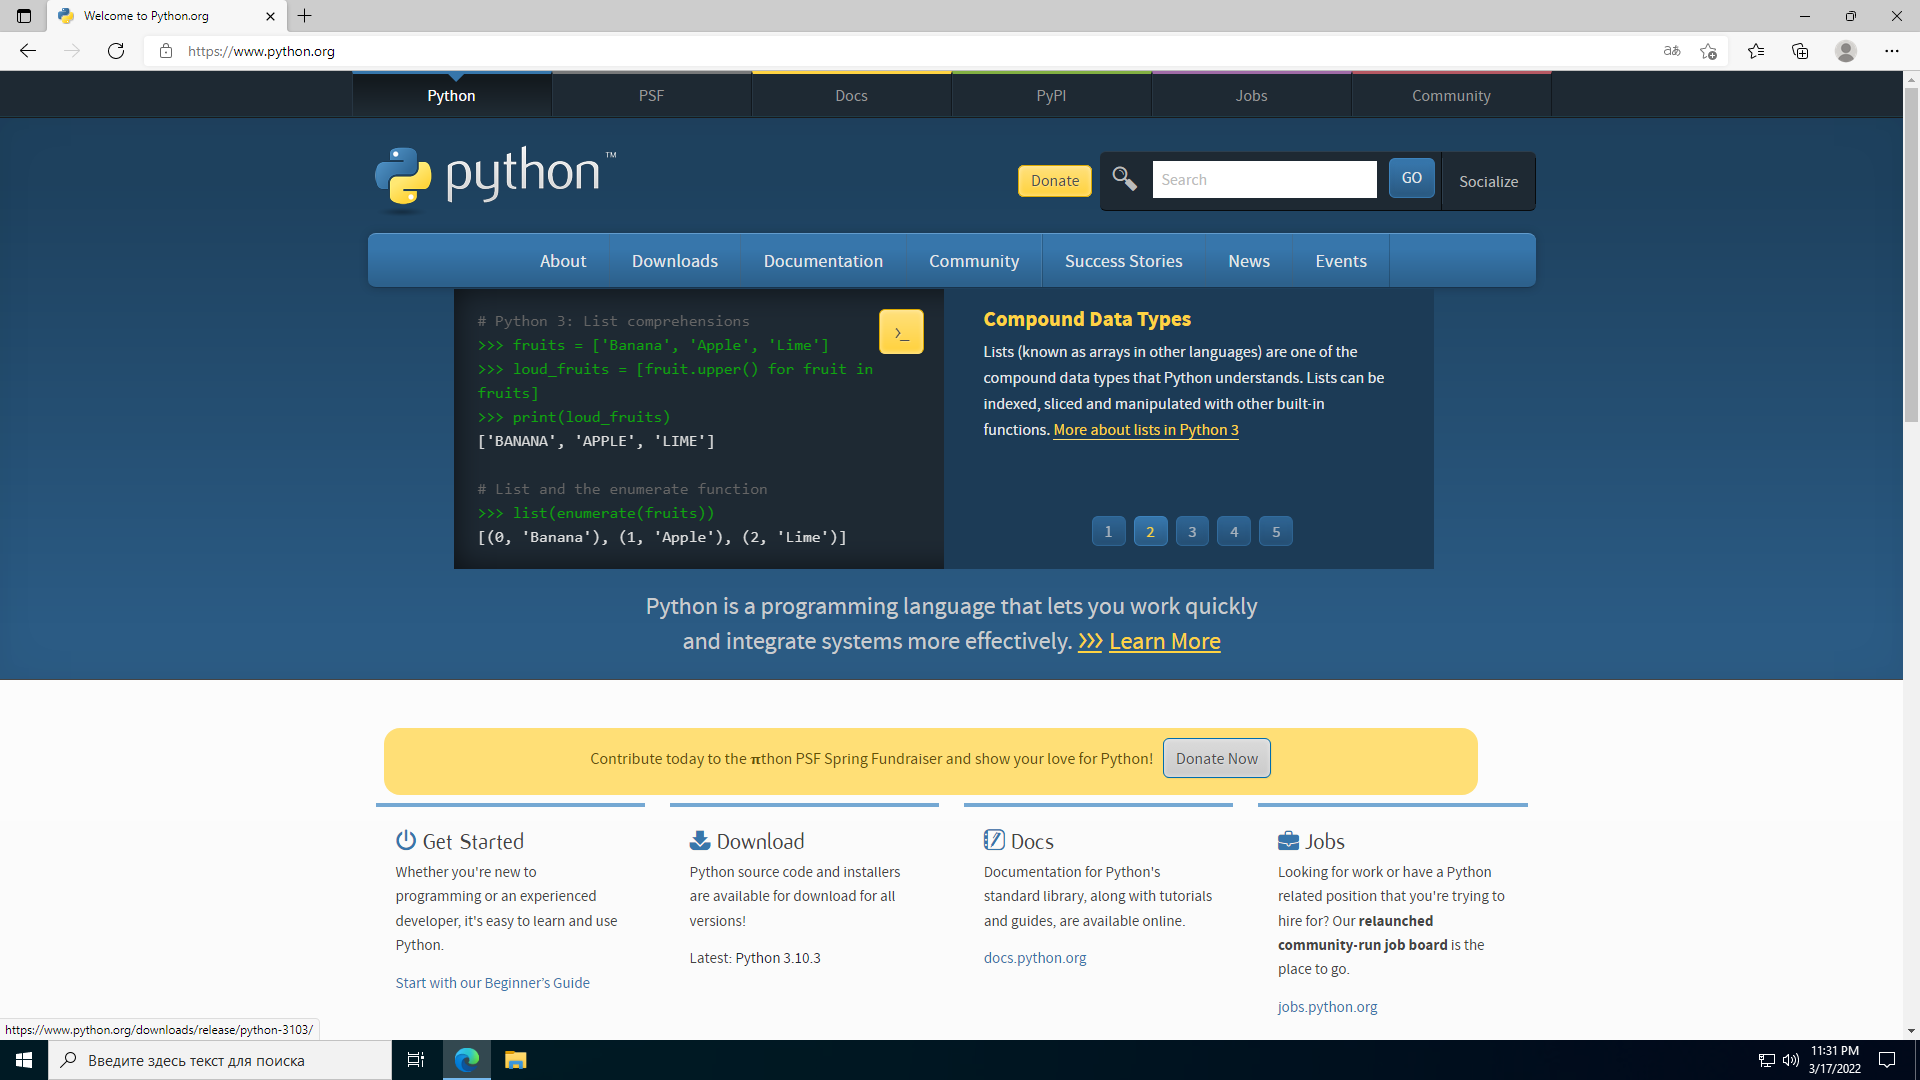 Welcome to Python.org
https://www.python.org
Python
PSF
Docs
PyPI
Jobs
Community
python™
Donate
Search
GO
Socialize
About
Downloads
Documentation
Community
Success Stories
News
Events
# Python 3: List comprehensions
>>> fruits = ['Banana', 'Apple', 'Lime']
>>> loud_fruits = [fruit.upper() for fruit in
fruits]
>>> print(loud_fruits)
['BANANA', 'APPLE', 'LIME']
# List and the enumerate function
>>> list(enumerate(fruits))
[(0, 'Banana'), (1, 'Apple'), (2, 'Lime')]
>_
Compound Data Types
Lists (known as arrays in other languages) are one of the
compound data types that Python understands. Lists can be
indexed, sliced and manipulated with other built-in
functions. More about lists in Python 3
1
2
3
4
5
Python is a programming language that lets you work quickly
and integrate systems more effectively. >>> Learn More
Contribute today to the πthon PSF Spring Fundraiser and show your love for Python!
Donate Now
Get Started
Whether you're new to
programming or an experienced
developer, it's easy to learn and use
Python.
Start with our Beginner’s Guide
Download
Python source code and installers
are available for download for all
versions!
Latest: Python 3.10.3
Docs
Documentation for Python's
standard library, along with tutorials
and guides, are available online.
docs.python.org
Jobs
Looking for work or have a Python
related position that you're trying to
hire for? Our relaunched
community-run job board is the
place to go.
jobs.python.org
https://www.python.org/downloads/release/python-3103/
Введите здесь текст для поиска
11:31 PM
3/17/2022